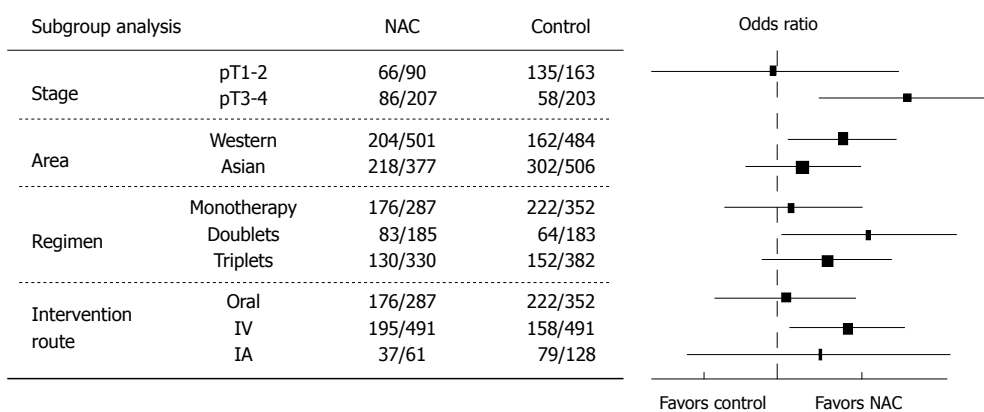 Subgroup analysis NAC Control Odds ratio
pT1-2 66/90 135/163
Stage
pT3-4 86/207 58/203
Western 204/501 162/484
Area
Asian 218/377 302/506
Monotherapy 176/287 222/352
Regimen Doublets 83/185 64/183
Triplets 130/330 152/382
Oral 176/287 222/352
Intervention
route
IV 195/491 158/491
IA 37/61 79/128
Favors control Favors NAC